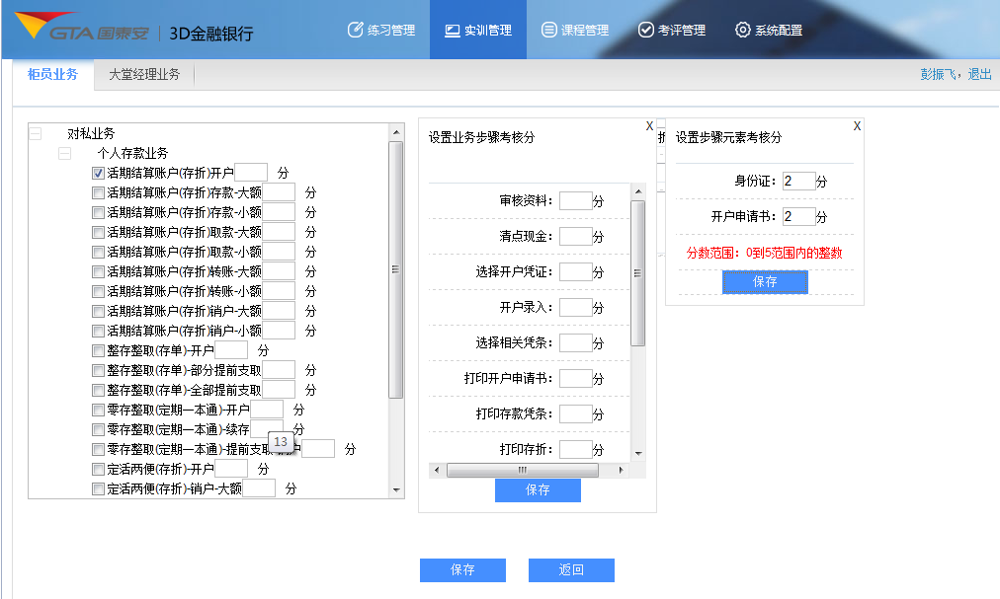 GTA 国泰安 3D金融银行 练习管理 实训管理 课程管理 考评管理 系统配置
柜员业务 大堂经理业务 彭振飞，退出
对私业务
个人存款业务
活期结算账户(存折)开户 分
活期结算账户(存折)存款-大额 分
活期结算账户(存折)存款-小额 分
活期结算账户(存折)取款-大额 分
活期结算账户(存折)取款-小额 分
活期结算账户(存折)转账-大额 分
活期结算账户(存折)转账-小额 分
活期结算账户(存折)销户-大额 分
活期结算账户(存折)销户-小额 分
整存整取(存单)-开户 分
整存整取(存单)-部分提前支取 分
整存整取(存单)-全部提前支取 分
零存整取(定期一本通)-开户 分
零存整取(定期一本通)-续存 分
13
零存整取(定期一本通)-提前支取 户 分
定活两便(存折)-开户 分
定活两便(存折)-销户-大额 分
X
设置业务步骤考核分
审核资料： 分
清点现金： 分
选择开户凭证： 分
开户录入： 分
选择相关凭条： 分
打印开户申请书： 分
打印存款凭条： 分
打印存折： 分
保存
X
设置步骤元素考核分
身份证： 2 分
开户申请书： 2 分
分数范围：0到5范围内的整数
保存
保存 返回